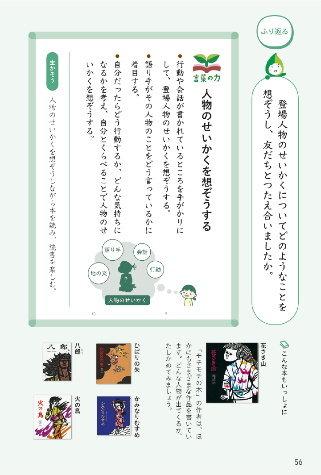 ふり返る
登場人物のせいかくについてどのようなことを
想ぞうし、友だちとつたえ合いましたか。
言葉の力
人物のせいかくを想ぞうする
●行動や会話が書かれているところを手がかりに
して、登場人物のせいかくを想ぞうする。
●語り手がその人物のことをどう言っているかに
着目する。
●自分だったらどう行動するか、どんな気持ちに
なるかを考え、自分とくらべることで人物のせ
いかくを想ぞうする。
語り手
会話
行動
地の文
人物のせいかく
生かそう
人物のせいかくを想ぞうしながら本を読み、読書を楽しむ。
こんな本もいっしょに
花さき山
「モチモチの木」の作者は、ほ
かにもさまざまな作品を書いてい
ます。どんな人物が出てくるか、
たしかめてみましょう。
ひばりの矢
かみなりむすめ
八郎
火の鳥
56